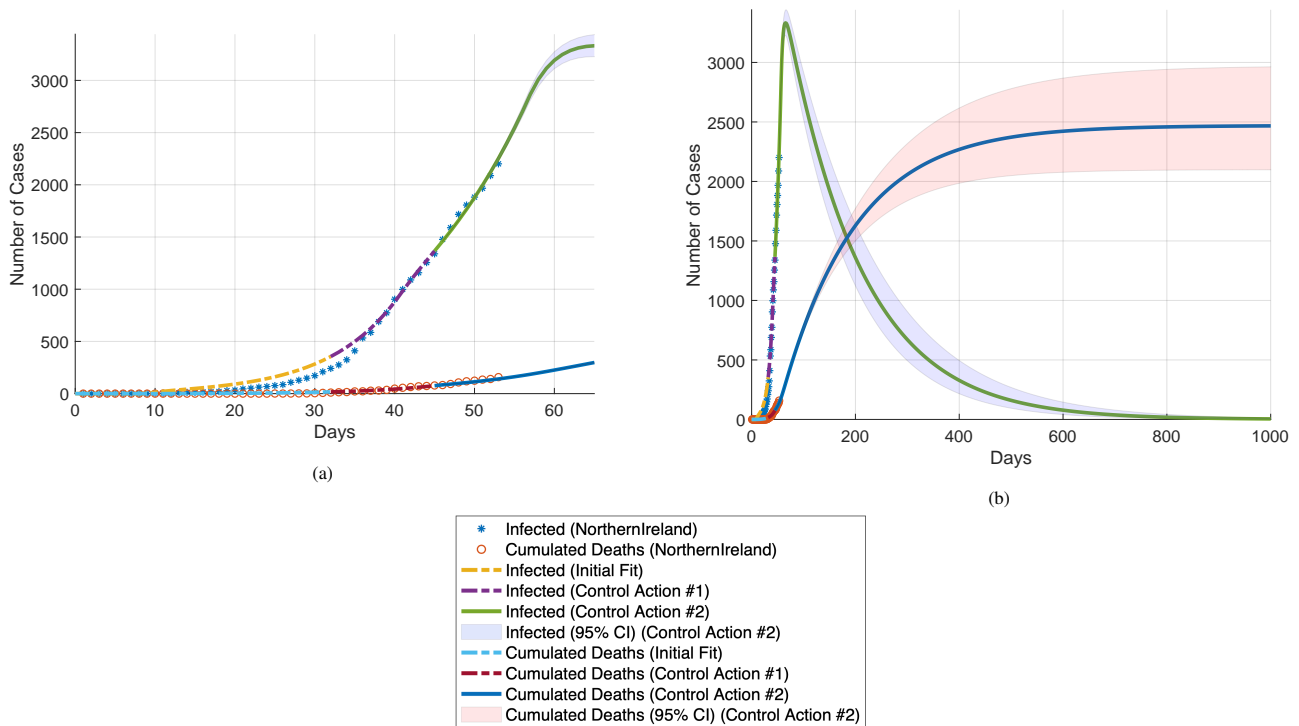 3000
2500
2000
1500
1000
500
0
Number of Cases
0 10 20 30 40 50 60
Days
(a)
3000
2500
2000
1500
1000
500
0
Number of Cases
0 200 400 600 800 1000
Days
(b)
Infected (NorthernIreland)
Cumulated Deaths (NorthernIreland)
Infected (Initial Fit)
Infected (Control Action #1)
Infected (Control Action #2)
Infected (95% CI) (Control Action #2)
Cumulated Deaths (Initial Fit)
Cumulated Deaths (Control Action #1)
Cumulated Deaths (Control Action #2)
Cumulated Deaths (95% CI) (Control Action #2)